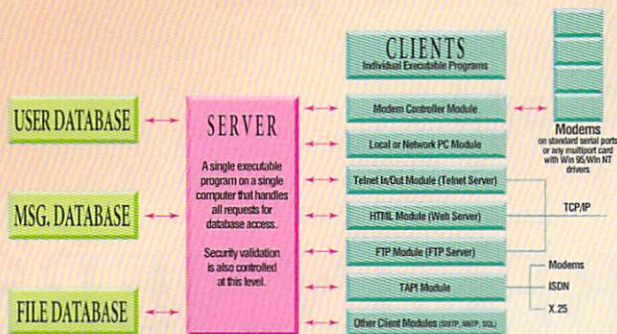 USER DATABASE
MSG. DATABASE
FILE DATABASE
SERVER
A single executable
program on a single
computer that handles
all requests for
database access.
Security validation
is also controlled
at this level.
CLIENTS
Individual Executable Programs
Modem Controller Module
Local or Network PC Module
Telnet In/Out Module (Telnet Server)
HTML Module (Web Server)
FTP Module (FTP Server)
TAPI Module
Other Client Modules (SMTP, NNTP, SQL)
Modems
on standard serial ports
or any multiport card
with Win 95/Win NT
drivers
TCP/IP
Modems
ISDN
X.25